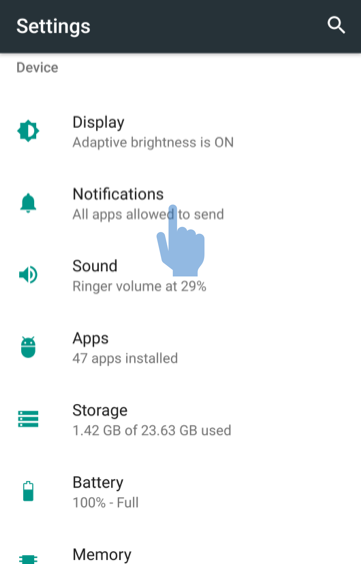 Settings
Device
Display
Adaptive brightness is ON
Notifications
All apps allowed to send
Sound
Ringer volume at 29%
Apps
47 apps installed
Storage
1.42 GB of 23.63 GB used
Battery
100% - Full
Memory